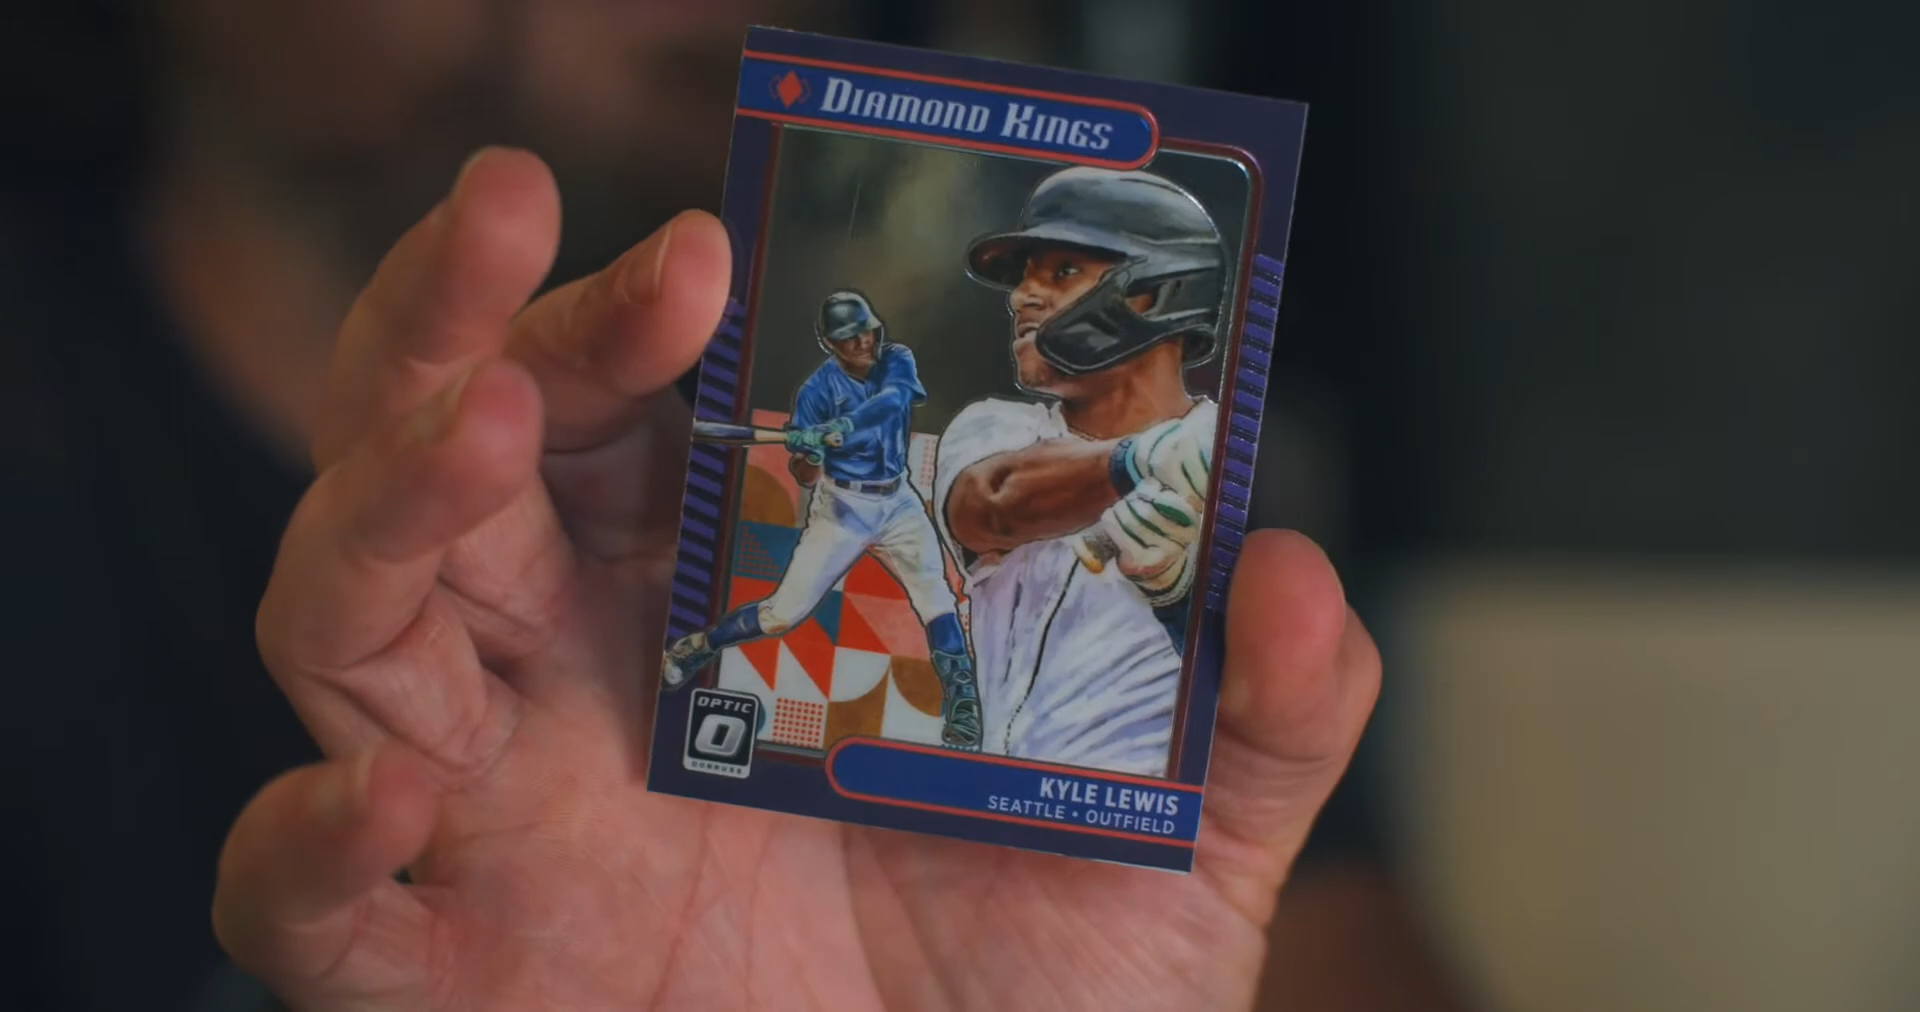 DIAMOND KINGS
OPTIC
DONRUSS
KYLE LEWIS
SEATTLE • OUTFIELD